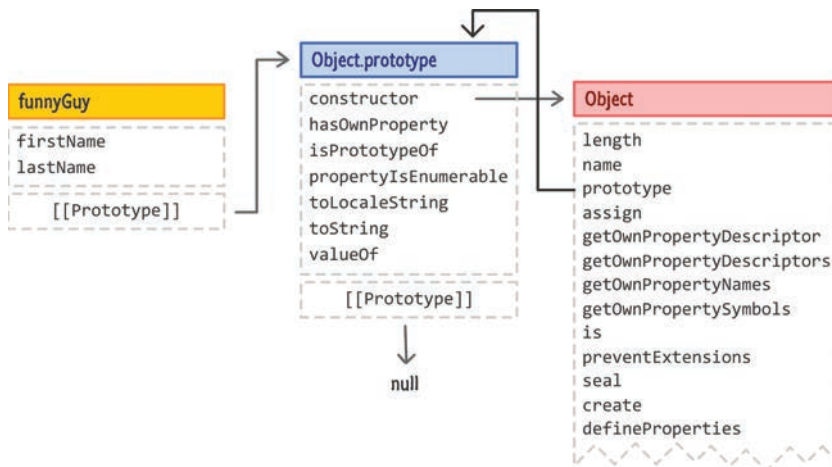 funnyGuy
firstName
lastName
[[Prototype]]
Object.prototype
constructor
hasOwnProperty
isPrototypeOf
propertyIsEnumerable
toLocaleString
toString
valueOf
[[Prototype]]
null
Object
length
name
prototype
assign
getOwnPropertyDescriptor
getOwnPropertyDescriptors
getOwnPropertyNames
getOwnPropertySymbols
is
preventExtensions
seal
create
defineProperties